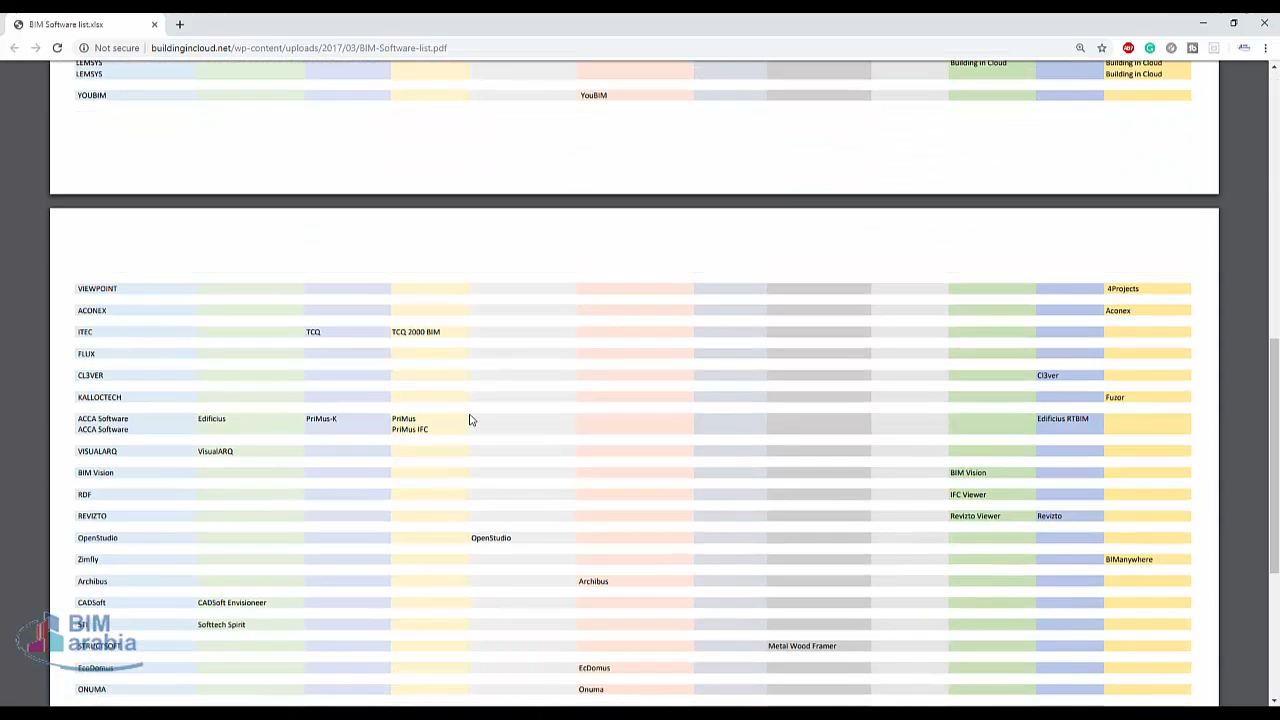 BIM Software list.xlsx
Not secure buildingincloud.net/wp-content/uploads/2017/03/BIM-Software-list.pdf
LEMSYS Building in Cloud Building in Cloud
LEMSYS Building in Cloud
YOUBIM YouBIM
VIEWPOINT 4Projects
ACONEX Aconex
ITEC TCQ TCQ 2000 BIM
FLUX
CL3VER Cl3ver
KALLOCTECH Fuzor
ACCA Software Edificius PriMus-K PriMus Edificius RTBIM
ACCA Software PriMus IFC
VISUALARQ VisualARQ
BIM Vision BIM Vision
RDF IFC Viewer
REVIZTO Revizto Viewer Revizto
OpenStudio OpenStudio
Zimfly BIManywhere
Archibus Archibus
CADSoft CADSoft Envisioneer
Softtech Spirit
STRUCTSOFT Metal Wood Framer
EcoDomus EcDomus
ONUMA Onuma
BIM
arabia